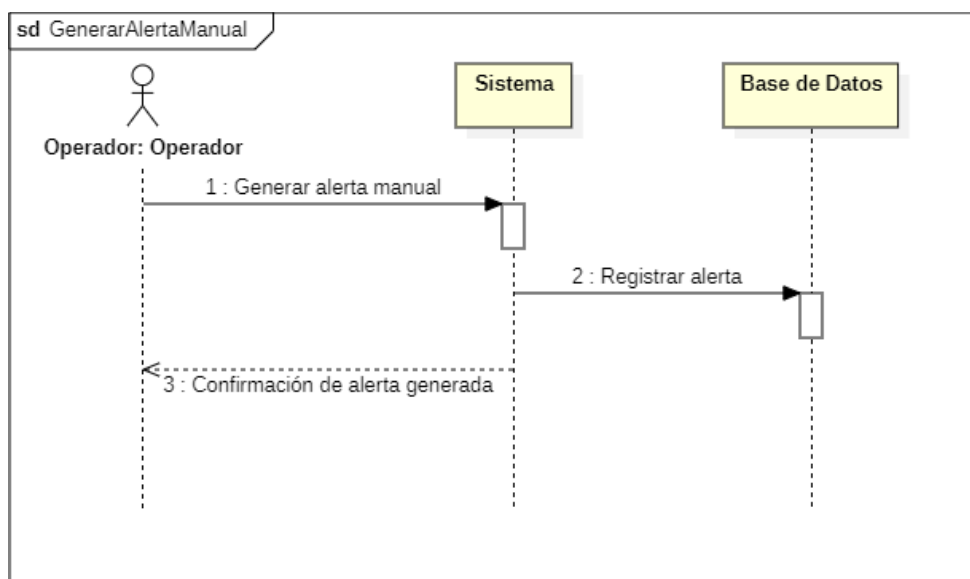 sd GenerarAlertaManual
Sistema
Base de Datos
Operador: Operador
1 : Generar alerta manual
2 : Registrar alerta
3 : Confirmación de alerta generada